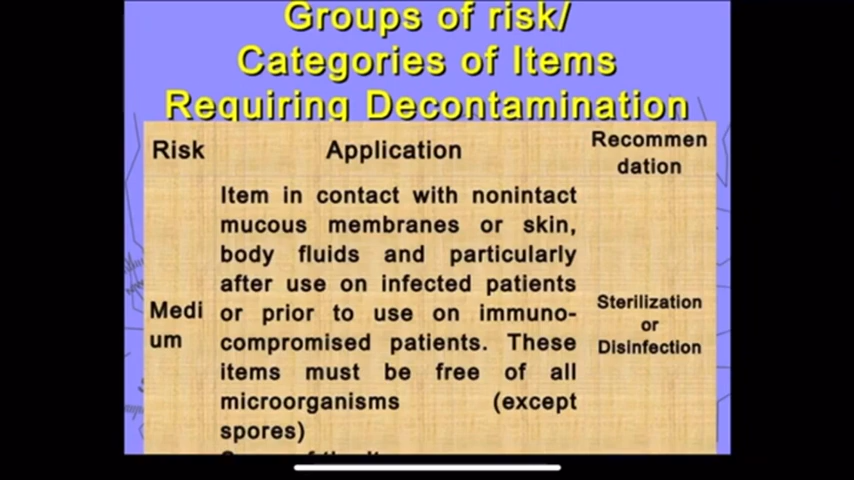 Groups of risk/
Categories of Items
Requiring Decontamination
Risk
Application
Recommen
dation
Medi
um
Item in contact with nonintact
mucous membranes or skin,
body fluids and particularly
after use on infected patients
or prior to use on immuno-
compromised patients. These
items must be free of all
microorganisms (except
spores)
Sterilization
or
Disinfection